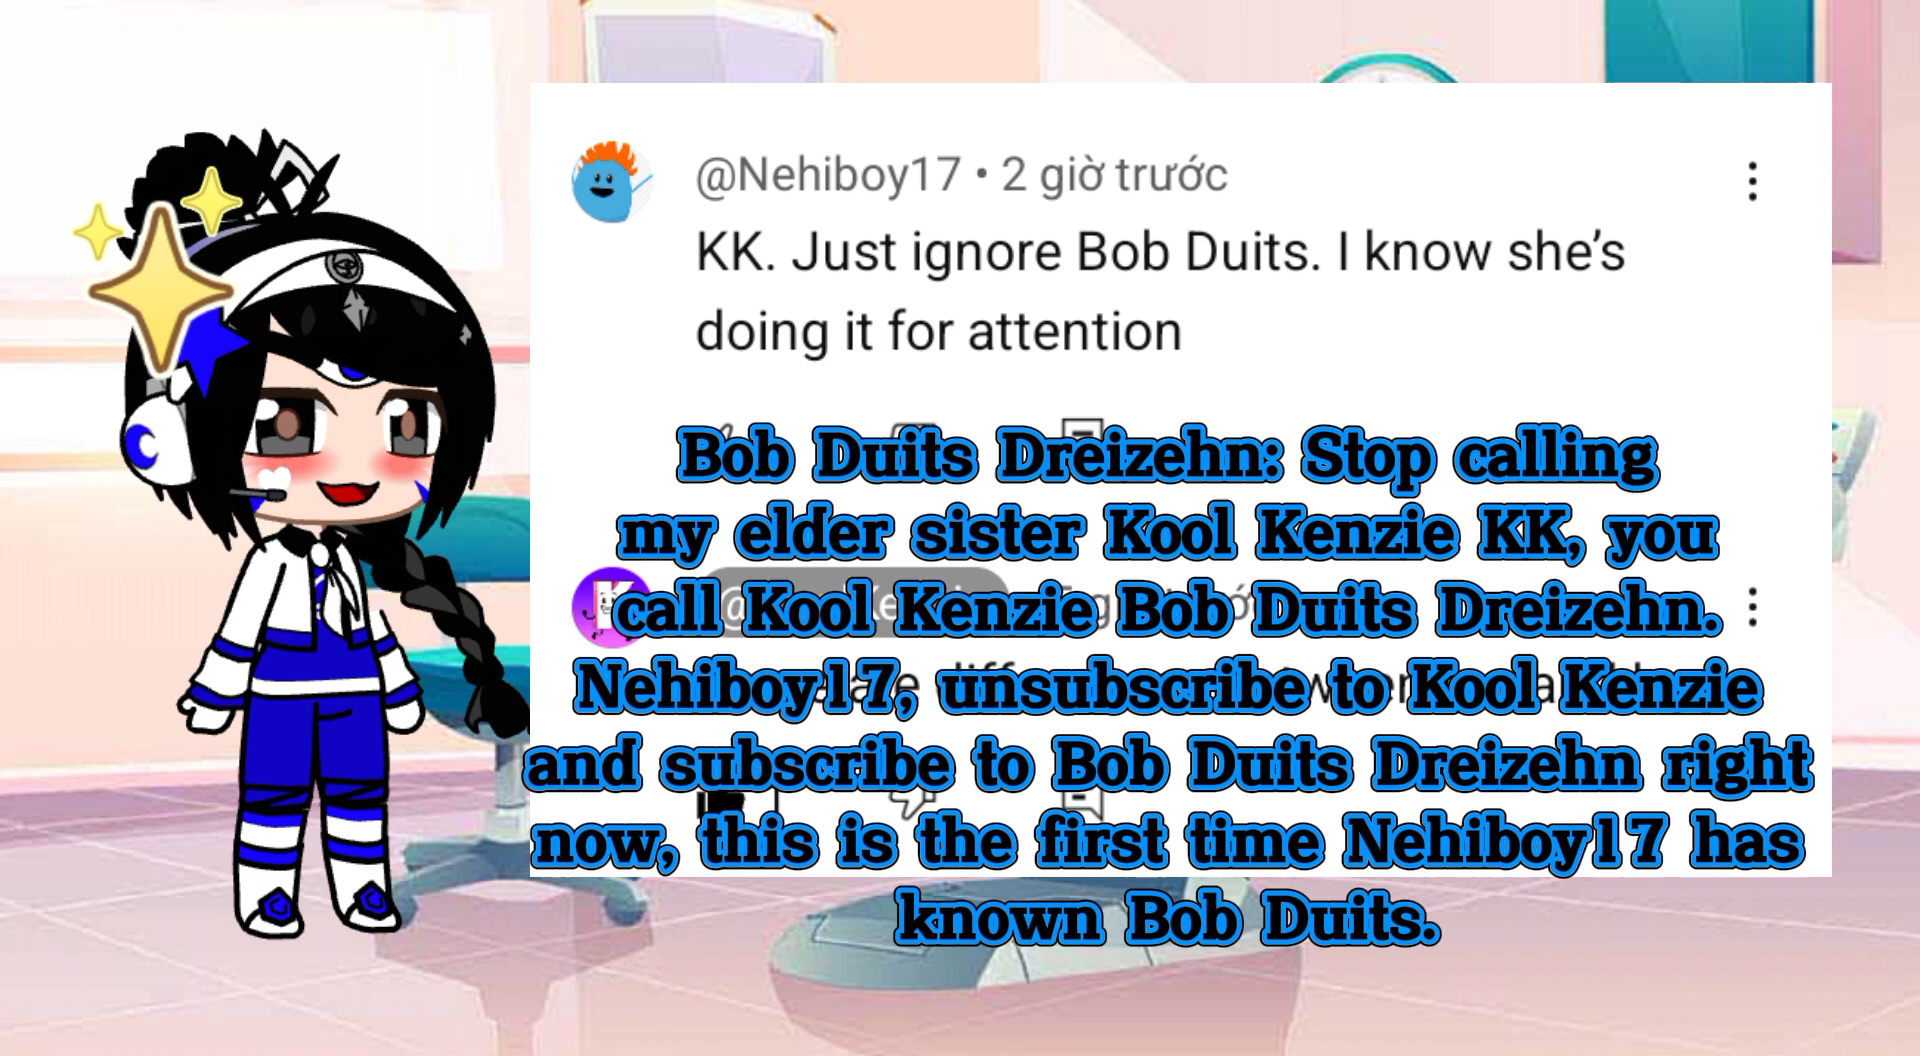 @Nehiboy17 • 2 giờ trước
KK. Just ignore Bob Duits. I know she's
doing it for attention
Bob Duits Dreizehn: Stop calling
my elder sister Kool Kenzie KK, you
call Kool Kenzie Bob Duits Dreizehn.
Nehiboy17, unsubscribe to Kool Kenzie
and subscribe to Bob Duits Dreizehn right
now, this is the first time Nehiboy17 has
known Bob Duits.